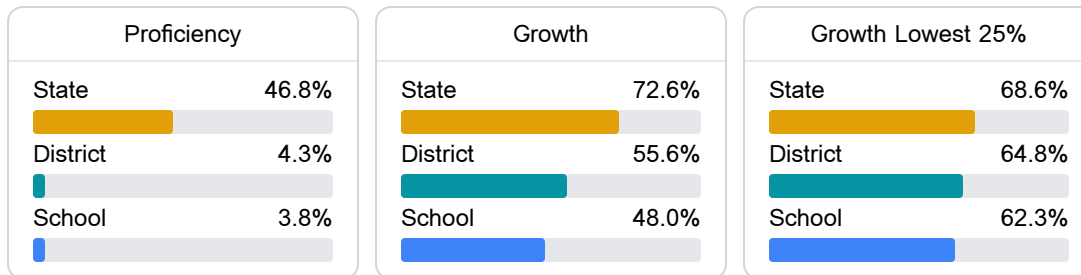 Proficiency
State 46.8%
District 4.3%
School 3.8%
Growth
State 72.6%
District 55.6%
School 48.0%
Growth Lowest 25%
State 68.6%
District 64.8%
School 62.3%